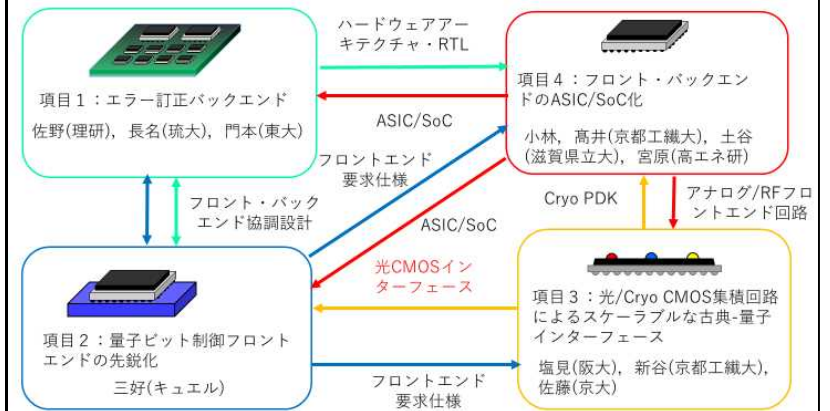 項目1：エラー訂正バックエンド
佐野(理研)，長名(琉大)，門本(東大)
ハードウェアアー
キテクチャ・RTL
ASIC/SoC
項目4：フロント・バックエン
ドのASIC/SoC化
小林，髙井(京都工繊大)，土谷
(滋賀県立大)，宮原(高エネ研)
フロントエンド
要求仕様
フロント・バック
エンド協調設計
ASIC/SoC
Cryo PDK
アナログ/RFフロ
ントエンド回路
光CMOSイン
ターフェース
項目2：量子ビット制御フロント
エンドの先鋭化
三好(キュエル)
項目3：光/Cryo CMOS集積回路
によるスケーラブルな古典-量子
インターフェース
塩見(阪大)，新谷(京都工繊大)，
佐藤(京大)
フロントエンド
要求仕様